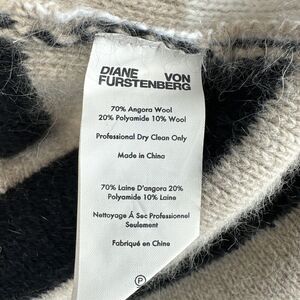 DIANE VON
FURSTENBERG
70% Angora Wool
20% Polyamide 10% Wool
Professional Dry Clean Only
Made in China
70% Laine D'angora 20%
Polyamide 10% Laine
Nettoyage Á Sec Professionnel
Seulement
Fabriqué en Chine
P